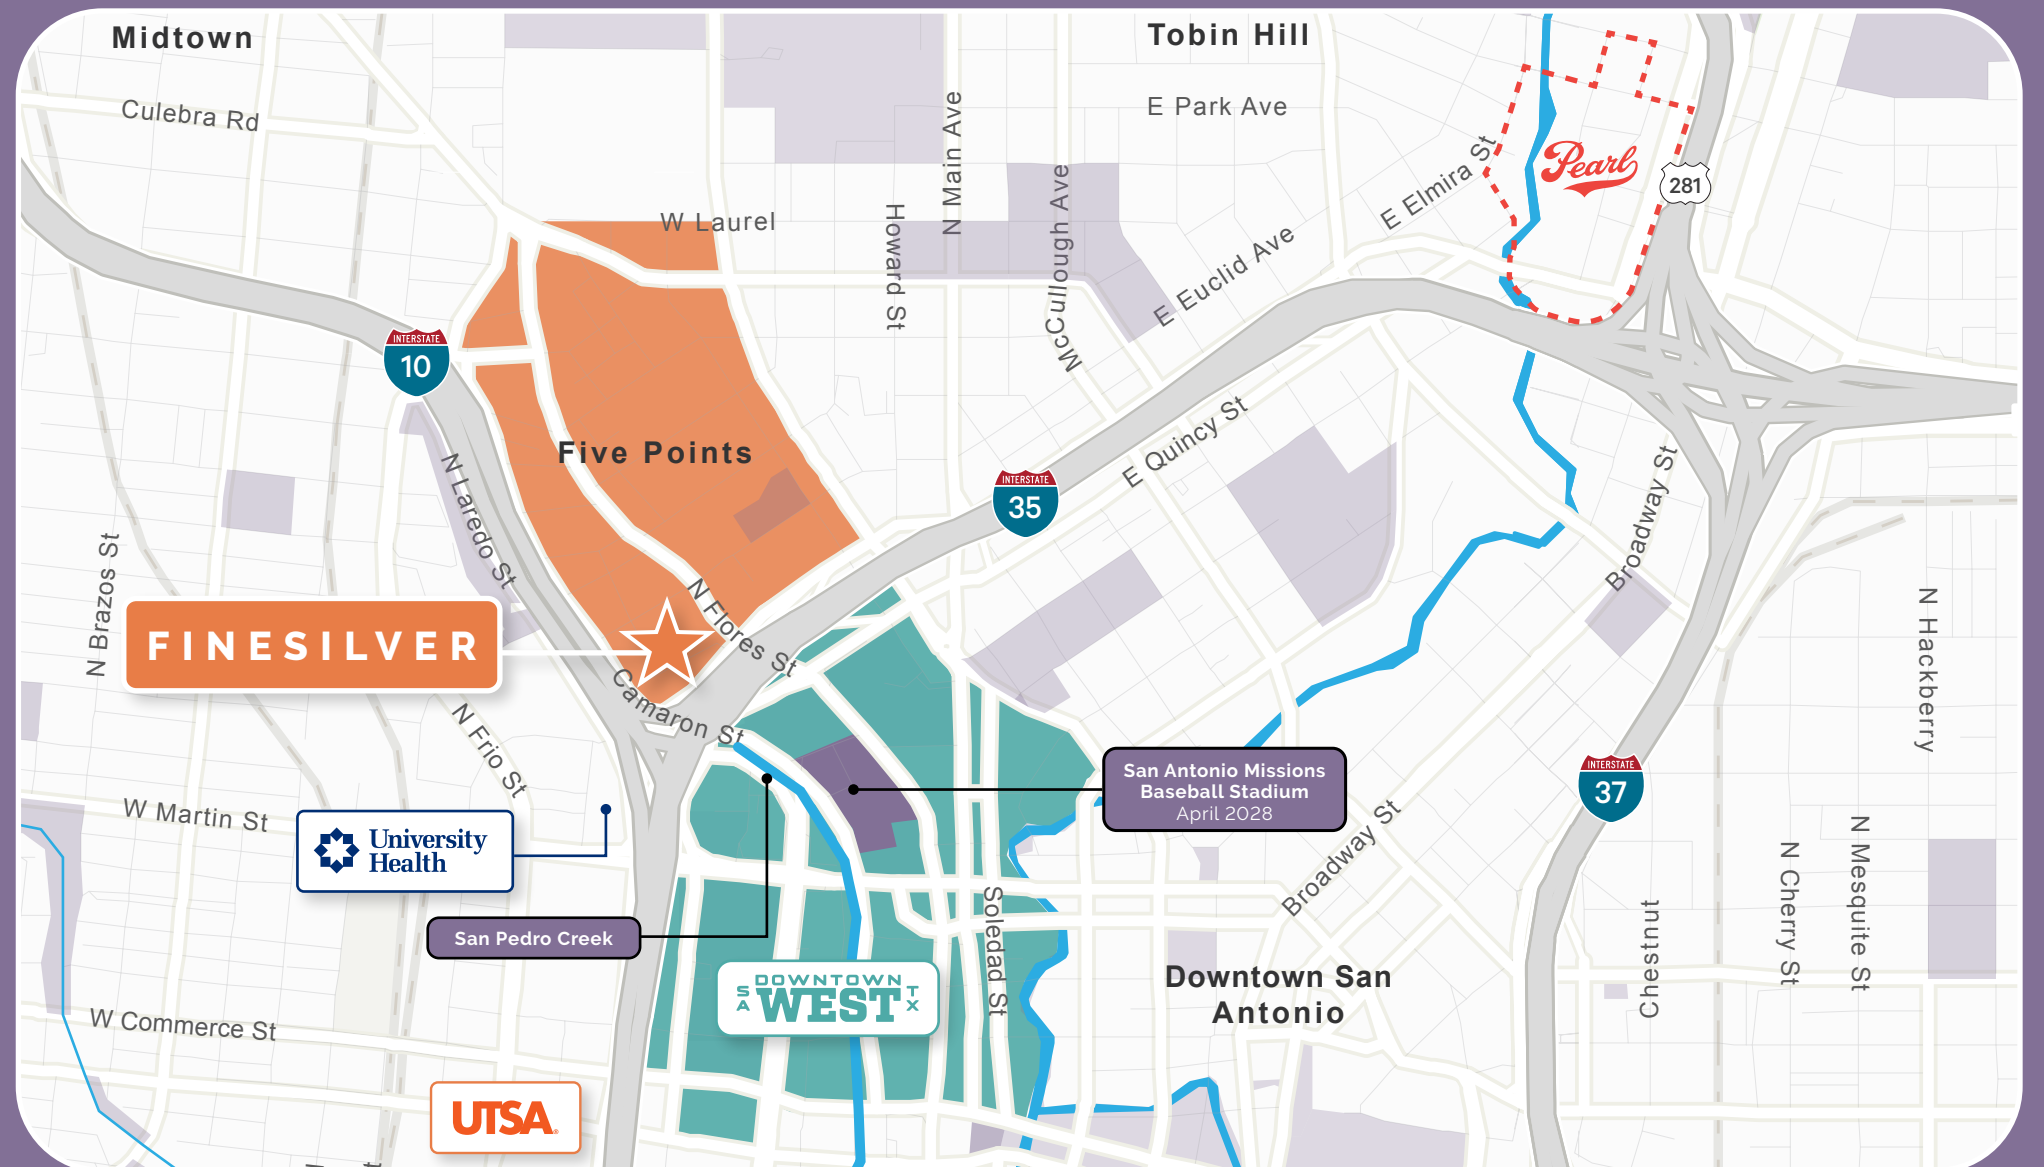 Midtown
Tobin Hill
Culebra Rd
E Park Ave
N Main Ave
E Elmira St
Pearl
281
W Laurel
Howard St
McCullough Ave
E Euclid Ave
INTERSTATE
10
Five Points
N Laredo St
INTERSTATE
35
E Quincy St
Broadway St
N Brazos St
FINESILVER
N Flores St
Camaron St
N Hackberry
N Frio St
San Antonio Missions
Baseball Stadium
April 2028
INTERSTATE
37
W Martin St
University
Health
Broadway St
N Mesquite St
N Cherry St
Chestnut
Soledad St
San Pedro Creek
SA
DOWNTOWN
WEST
TX
Downtown San
Antonio
W Commerce St
UTSA